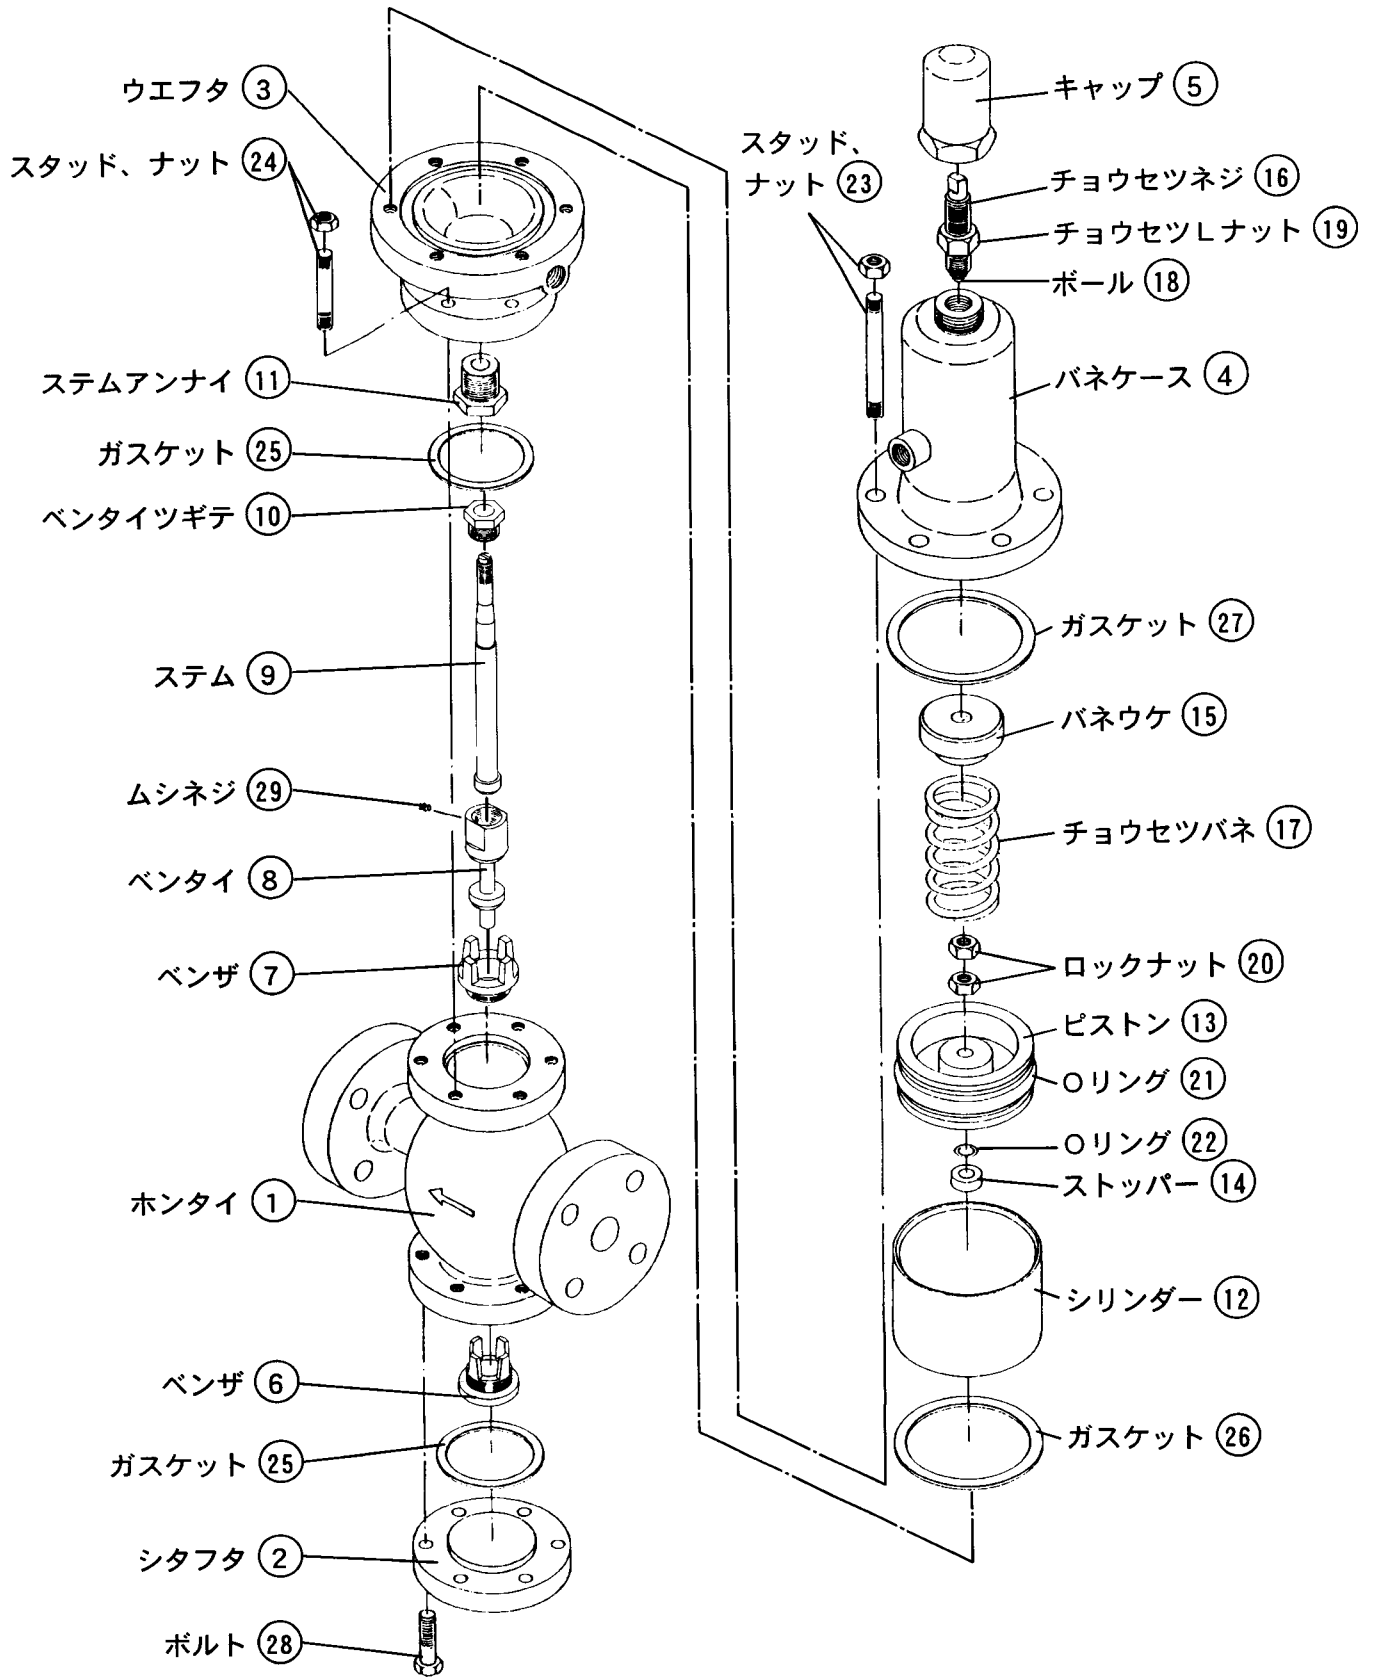 ウエフタ ③
スタッド、ナット ㉔
ステムアンナイ ⑪
ガスケット ㉕
ベンタイツギテ ⑩
ステム ⑨
ムシネジ ㉙
ベンタイ ⑧
ベンザ ⑦
ホンタイ ①
ベンザ ⑥
ガスケット ㉕
シタフタ ②
ボルト ㉘
キャップ ⑤
スタッド、
ナット ㉓
チョウセツネジ ⑯
チョウセツLナット ⑲
ボール ⑱
バネケース ④
ガスケット ㉗
バネウケ ⑮
チョウセツバネ ⑰
ロックナット ⑳
ピストン ⑬
Oリング ㉑
Oリング ㉒
ストッパー ⑭
シリンダー ⑫
ガスケット ㉖